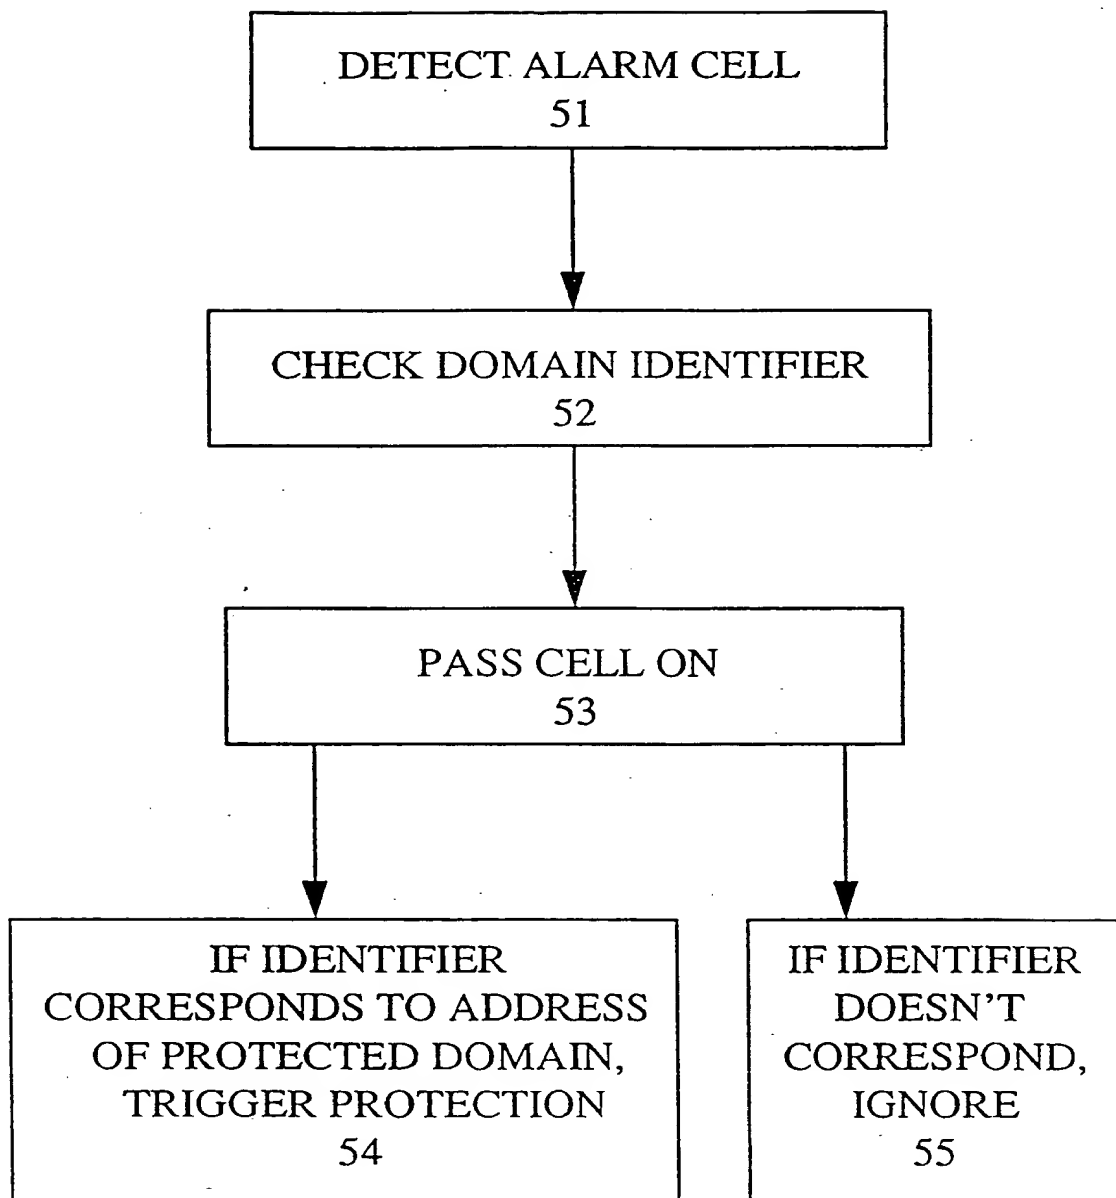 DETECT ALARM CELL
51
CHECK DOMAIN IDENTIFIER
52
PASS CELL ON
53
IF IDENTIFIER
CORRESPONDS TO ADDRESS
OF PROTECTED DOMAIN,
TRIGGER PROTECTION
54
IF IDENTIFIER
DOESN'T
CORRESPOND,
IGNORE
55